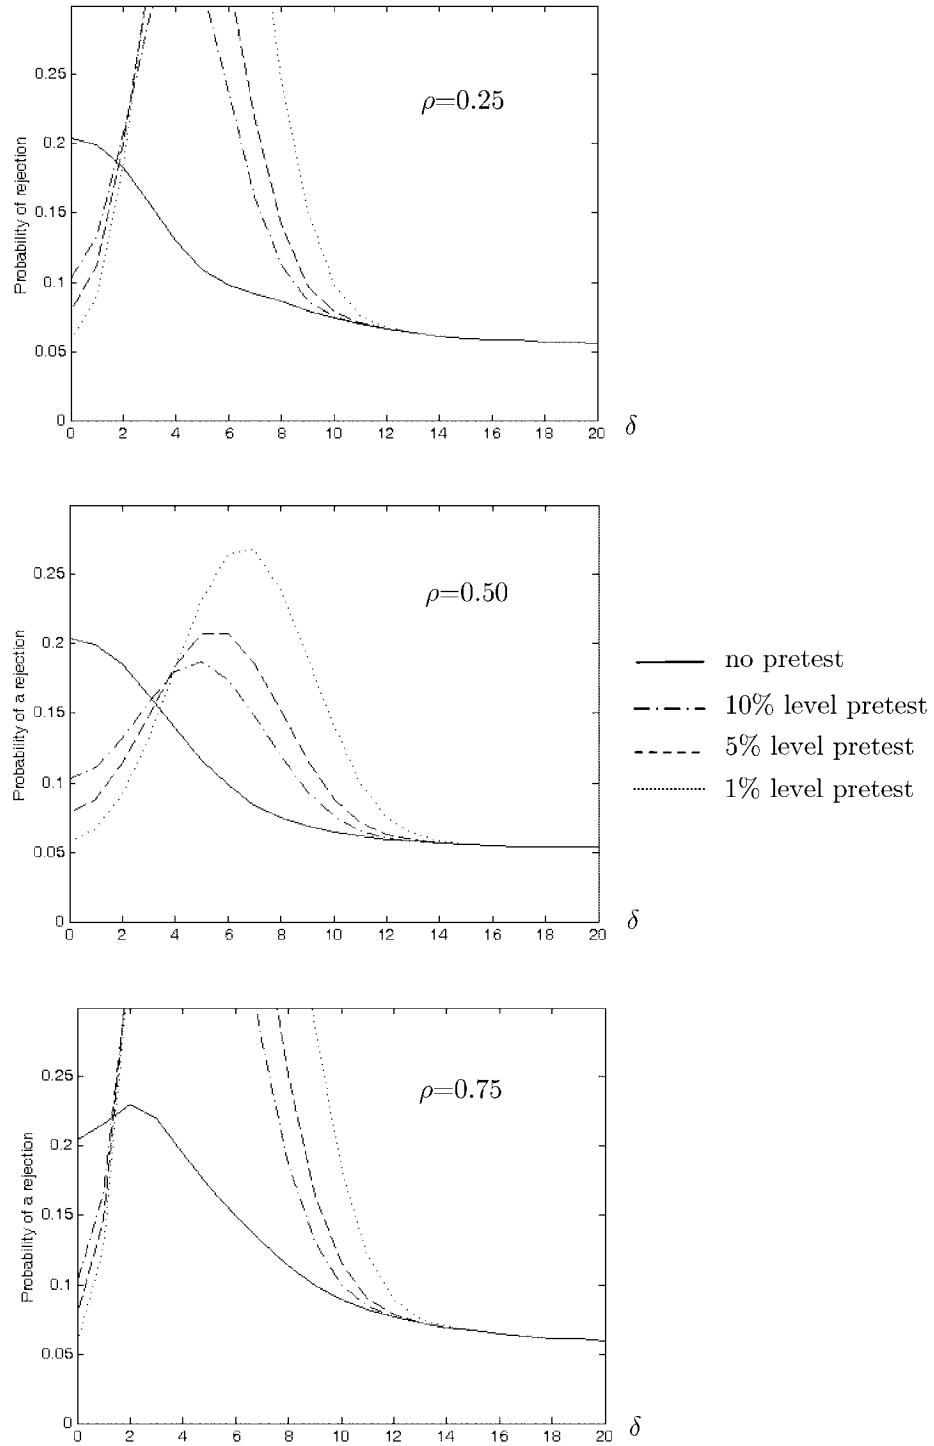 0.25
0.2
0.15
0.1
0.05
0
Probability of rejection
ρ=0.25
0 2 4 6 8 10 12 14 16 18 20
δ
0.25
0.2
0.15
0.1
0.05
0
Probability of a rejection
ρ=0.50
0 2 4 6 8 10 12 14 16 18 20
δ
no pretest
10% level pretest
5% level pretest
1% level pretest
0.25
0.2
0.15
0.1
0.05
0
Probability of a rejection
ρ=0.75
0 2 4 6 8 10 12 14 16 18 20
δ